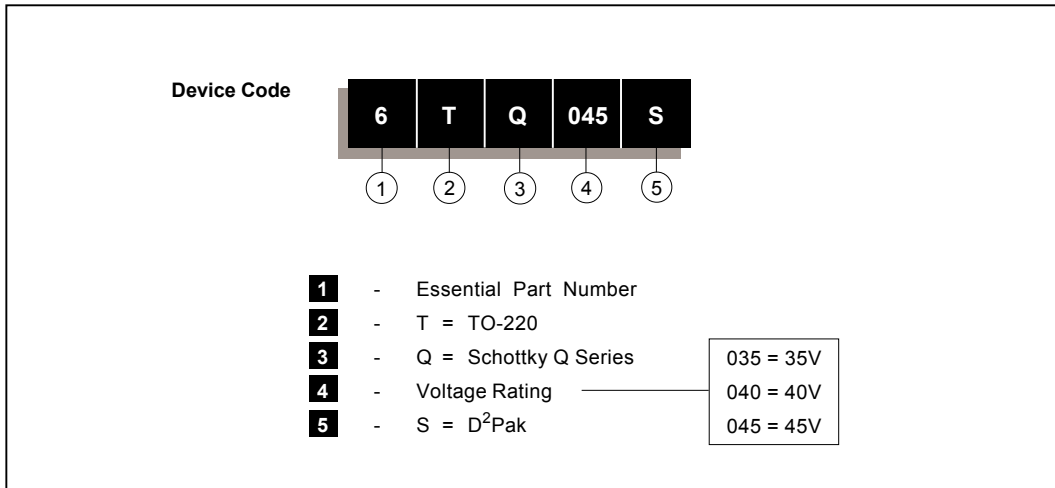 Device Code
6 T Q 045 S
1 2 3 4 5
1 - Essential Part Number
2 - T = TO-220
3 - Q = Schottky Q Series
4 - Voltage Rating
5 - S = D²Pak
035 = 35V
040 = 40V
045 = 45V